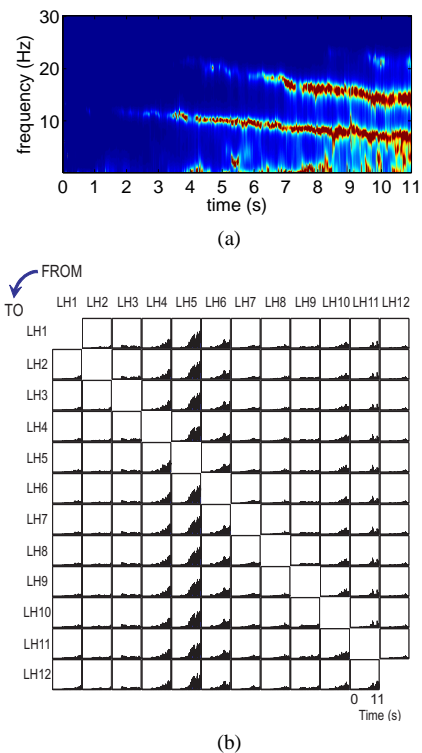 30
20
10
frequency (Hz)
0 1 2 3 4 5 6 7 8 9 10 11
time (s)
(a)
FROM
TO
LH1 LH2 LH3 LH4 LH5 LH6 LH7 LH8 LH9 LH10 LH11 LH12
LH1
LH2
LH3
LH4
LH5
LH6
LH7
LH8
LH9
LH10
LH11
LH12
0 11
Time (s)
(b)